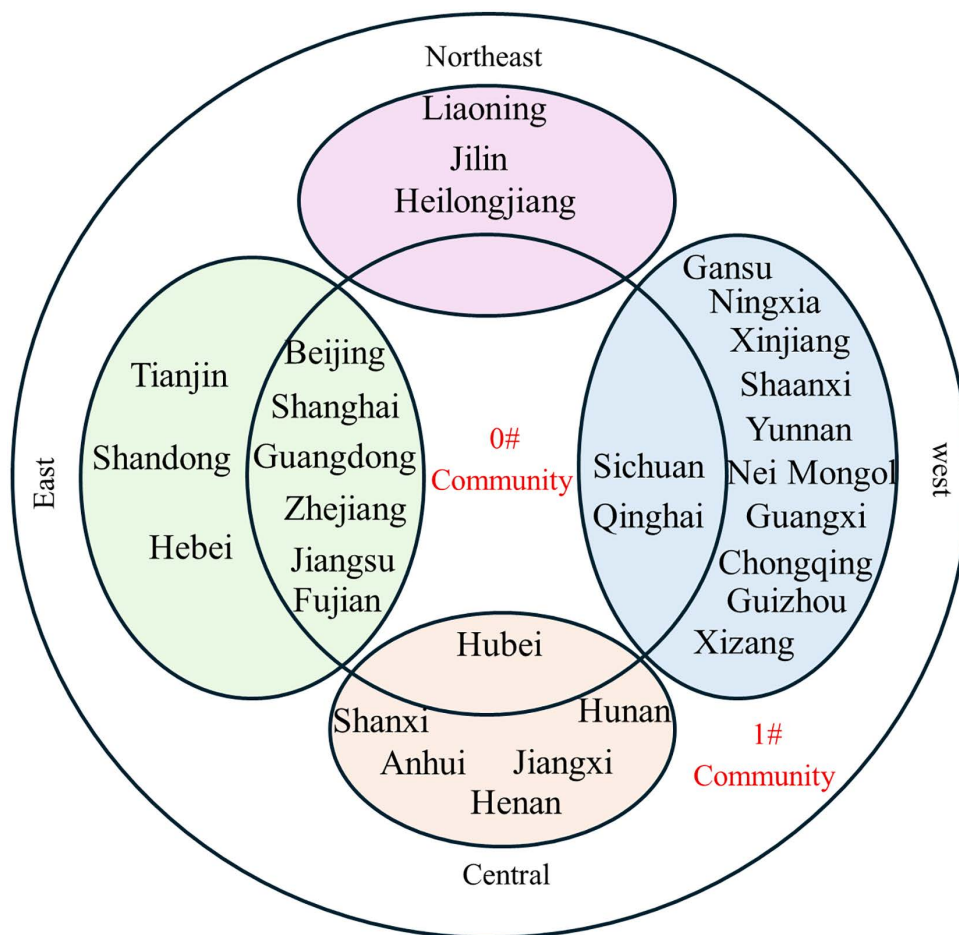 Northeast
Liaoning
Jilin
Heilongjiang
East
Tianjin
Shandong
Hebei
Beijing
Shanghai
Guangdong
Zhejiang
Jiangsu
Fujian
0#
Community
Sichuan
Qinghai
Gansu
Ningxia
Xinjiang
Shaanxi
Yunnan
Nei Mongol
Guangxi
Chongqing
Guizhou
Xizang
west
Hubei
Shanxi
Hunan
Anhui
Jiangxi
Henan
1#
Community
Central